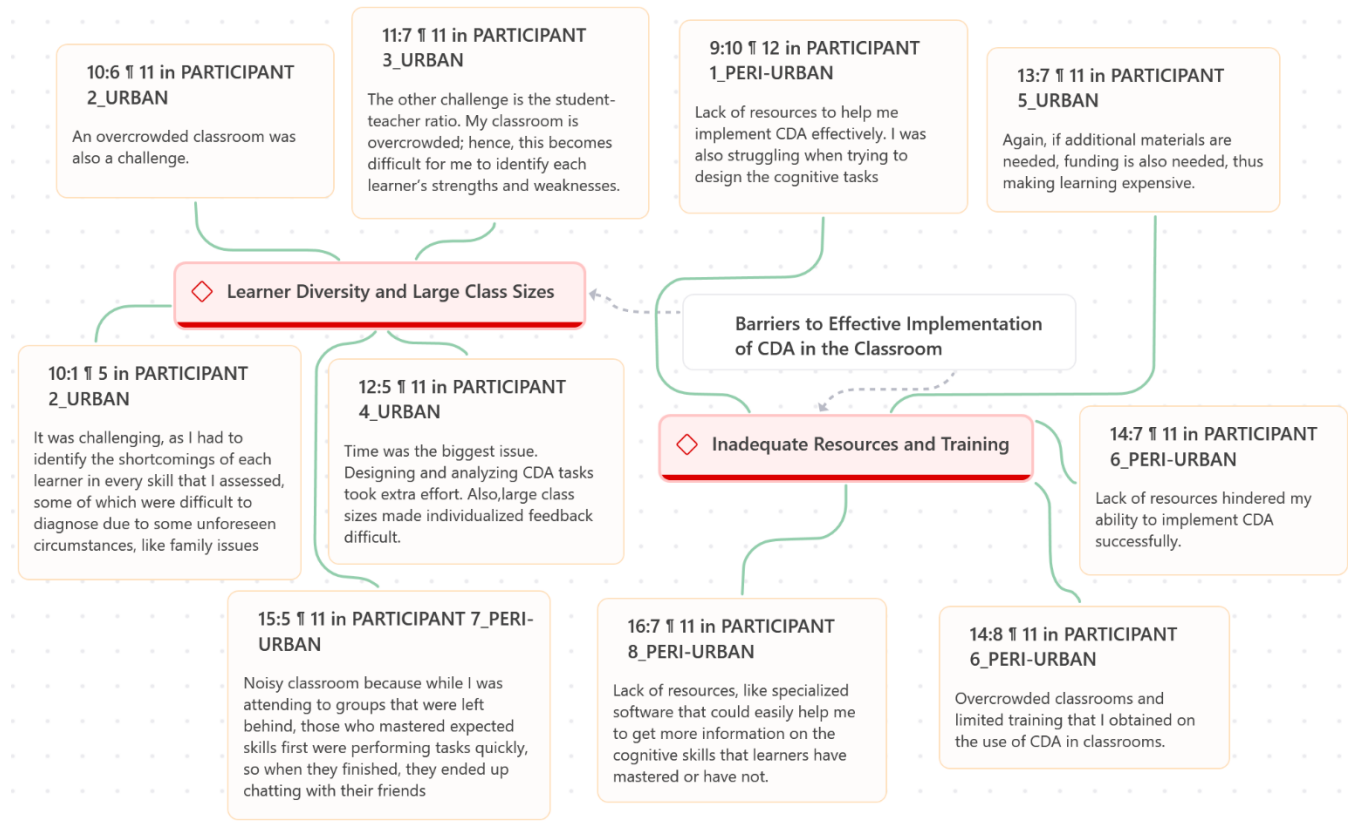 10:6 ¶ 11 in PARTICIPANT
2_URBAN
An overcrowded classroom was
also a challenge.
11:7 ¶ 11 in PARTICIPANT
3_URBAN
The other challenge is the student-
teacher ratio. My classroom is
overcrowded; hence, this becomes
difficult for me to identify each
learner’s strengths and weaknesses.
9:10 ¶ 12 in PARTICIPANT
1_PERI-URBAN
Lack of resources to help me
implement CDA effectively. I was
also struggling when trying to
design the cognitive tasks
13:7 ¶ 11 in PARTICIPANT
5_URBAN
Again, if additional materials are
needed, funding is also needed, thus
making learning expensive.
Learner Diversity and Large Class Sizes
Barriers to Effective Implementation
of CDA in the Classroom
10:1 ¶ 5 in PARTICIPANT
2_URBAN
It was challenging, as I had to
identify the shortcomings of each
learner in every skill that I assessed,
some of which were difficult to
diagnose due to some unforeseen
circumstances, like family issues
12:5 ¶ 11 in PARTICIPANT
4_URBAN
Time was the biggest issue.
Designing and analyzing CDA tasks
took extra effort. Also,large class
sizes made individualized feedback
difficult.
Inadequate Resources and Training
14:7 ¶ 11 in PARTICIPANT
6_PERI-URBAN
Lack of resources hindered my
ability to implement CDA
successfully.
15:5 ¶ 11 in PARTICIPANT 7_PERI-
URBAN
Noisy classroom because while I was
attending to groups that were left
behind, those who mastered expected
skills first were performing tasks quickly,
so when they finished, they ended up
chatting with their friends
16:7 ¶ 11 in PARTICIPANT
8_PERI-URBAN
Lack of resources, like specialized
software that could easily help me
to get more information on the
cognitive skills that learners have
mastered or have not.
14:8 ¶ 11 in PARTICIPANT
6_PERI-URBAN
Overcrowded classrooms and
limited training that I obtained on
the use of CDA in classrooms.